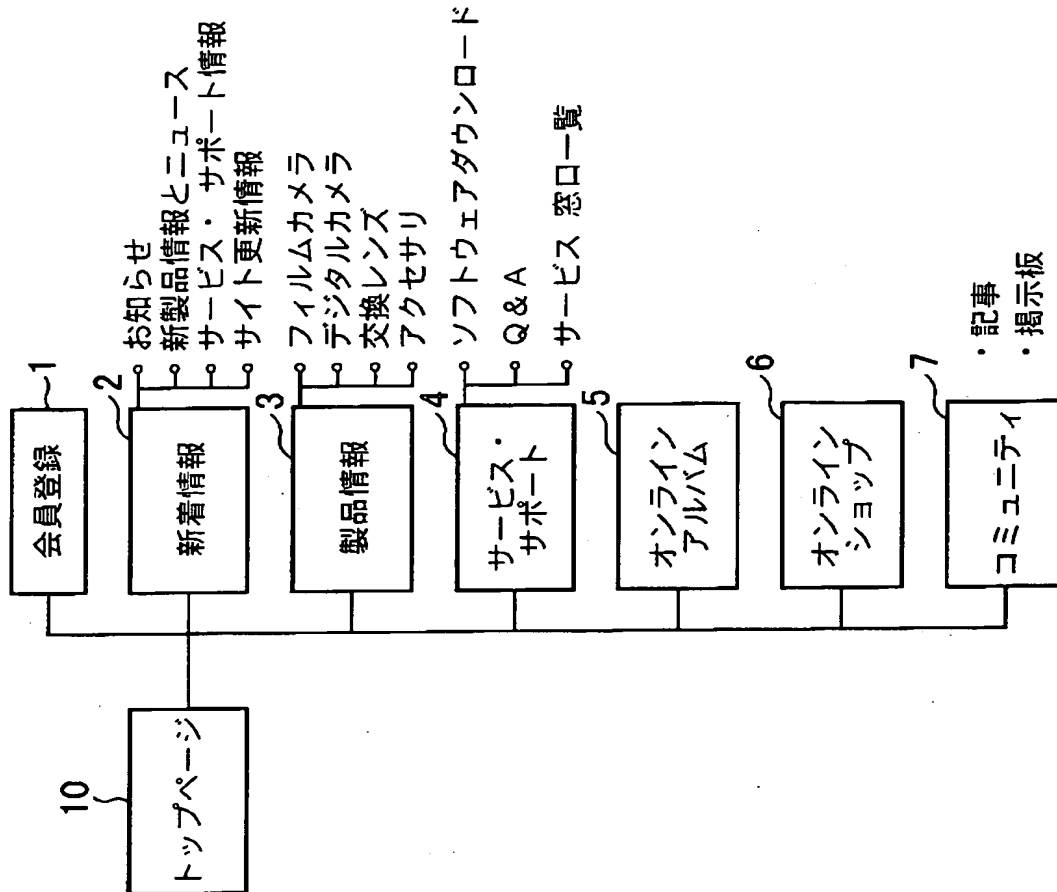 10
トップページ
1
会員登録
2
新着情報
お知らせ
新製品情報とニュース
サービス・サポート情報
サイト更新情報
3
製品情報
フィルムカメラ
デジタルカメラ
交換レンズ
アクセサリ
4
サービス・
サポート
ソフトウェアダウンロード
Q&A
サービス 窓口一覧
5
オンライン
アルバム
6
オンライン
ショップ
7
コミュニティ
・記事
・掲示板